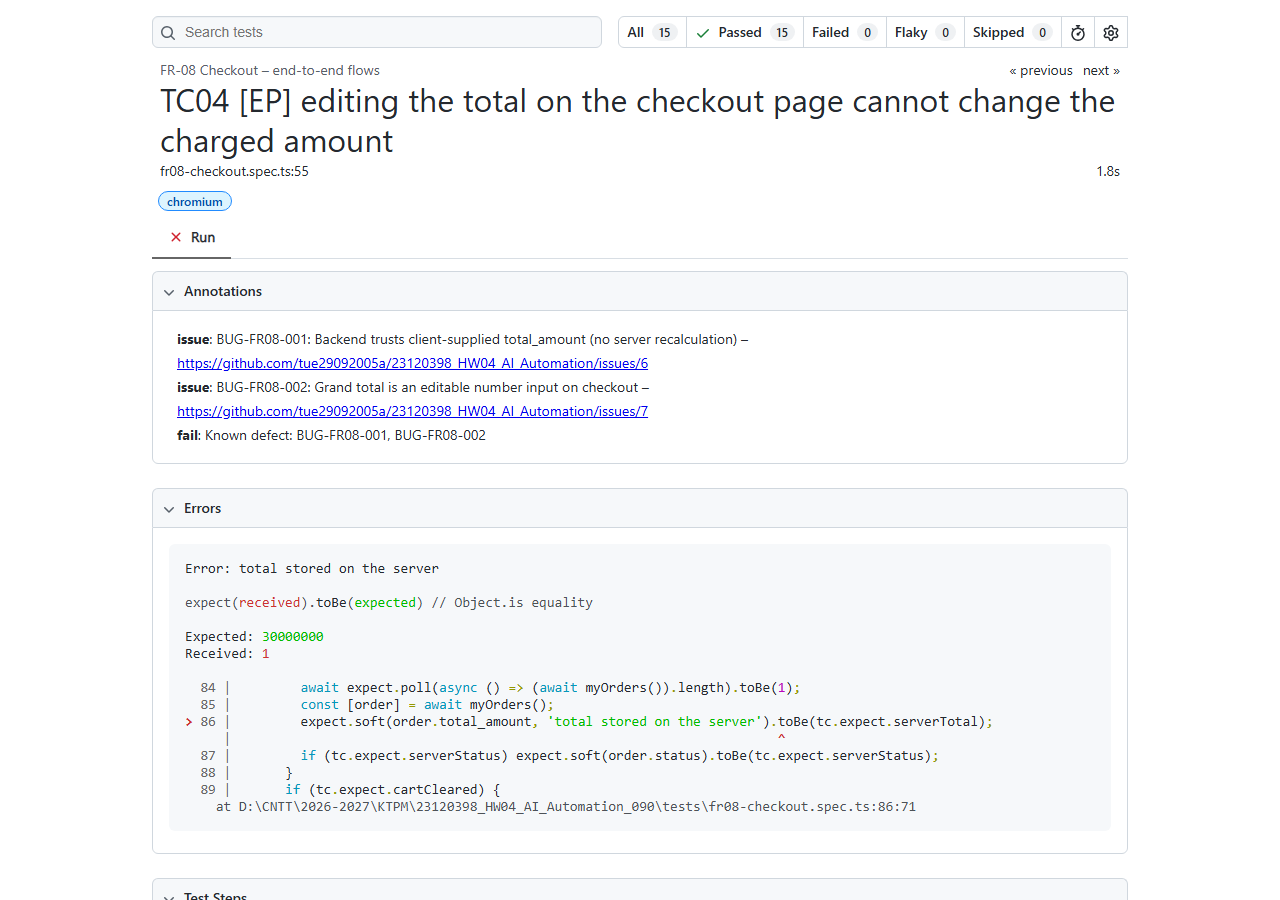 Search tests
All 15 Passed 15 Failed 0 Flaky 0 Skipped 0
FR-08 Checkout – end-to-end flows
« previous next »
TC04 [EP] editing the total on the checkout page cannot change the
charged amount
fr08-checkout.spec.ts:55
1.8s
chromium
Run
Annotations
issue: BUG-FR08-001: Backend trusts client-supplied total_amount (no server recalculation) –
https://github.com/tue29092005a/23120398_HW04_AI_Automation/issues/6
issue: BUG-FR08-002: Grand total is an editable number input on checkout –
https://github.com/tue29092005a/23120398_HW04_AI_Automation/issues/7
fail: Known defect: BUG-FR08-001, BUG-FR08-002
Errors
Error: total stored on the server
expect(received).toBe(expected) // Object.is equality
Expected: 30000000
Received: 1
84 | await expect.poll(async () => (await myOrders()).length).toBe(1);
85 | const [order] = await myOrders();
> 86 | expect.soft(order.total_amount, 'total stored on the server').toBe(tc.expect.serverTotal);
| ^
87 | if (tc.expect.serverStatus) expect.soft(order.status).toBe(tc.expect.serverStatus);
88 | }
89 | if (tc.expect.cartCleared) {
at D:\CNTT\2026-2027\KTPM\23120398_HW04_AI_Automation_090\tests\fr08-checkout.spec.ts:86:71
Test Steps